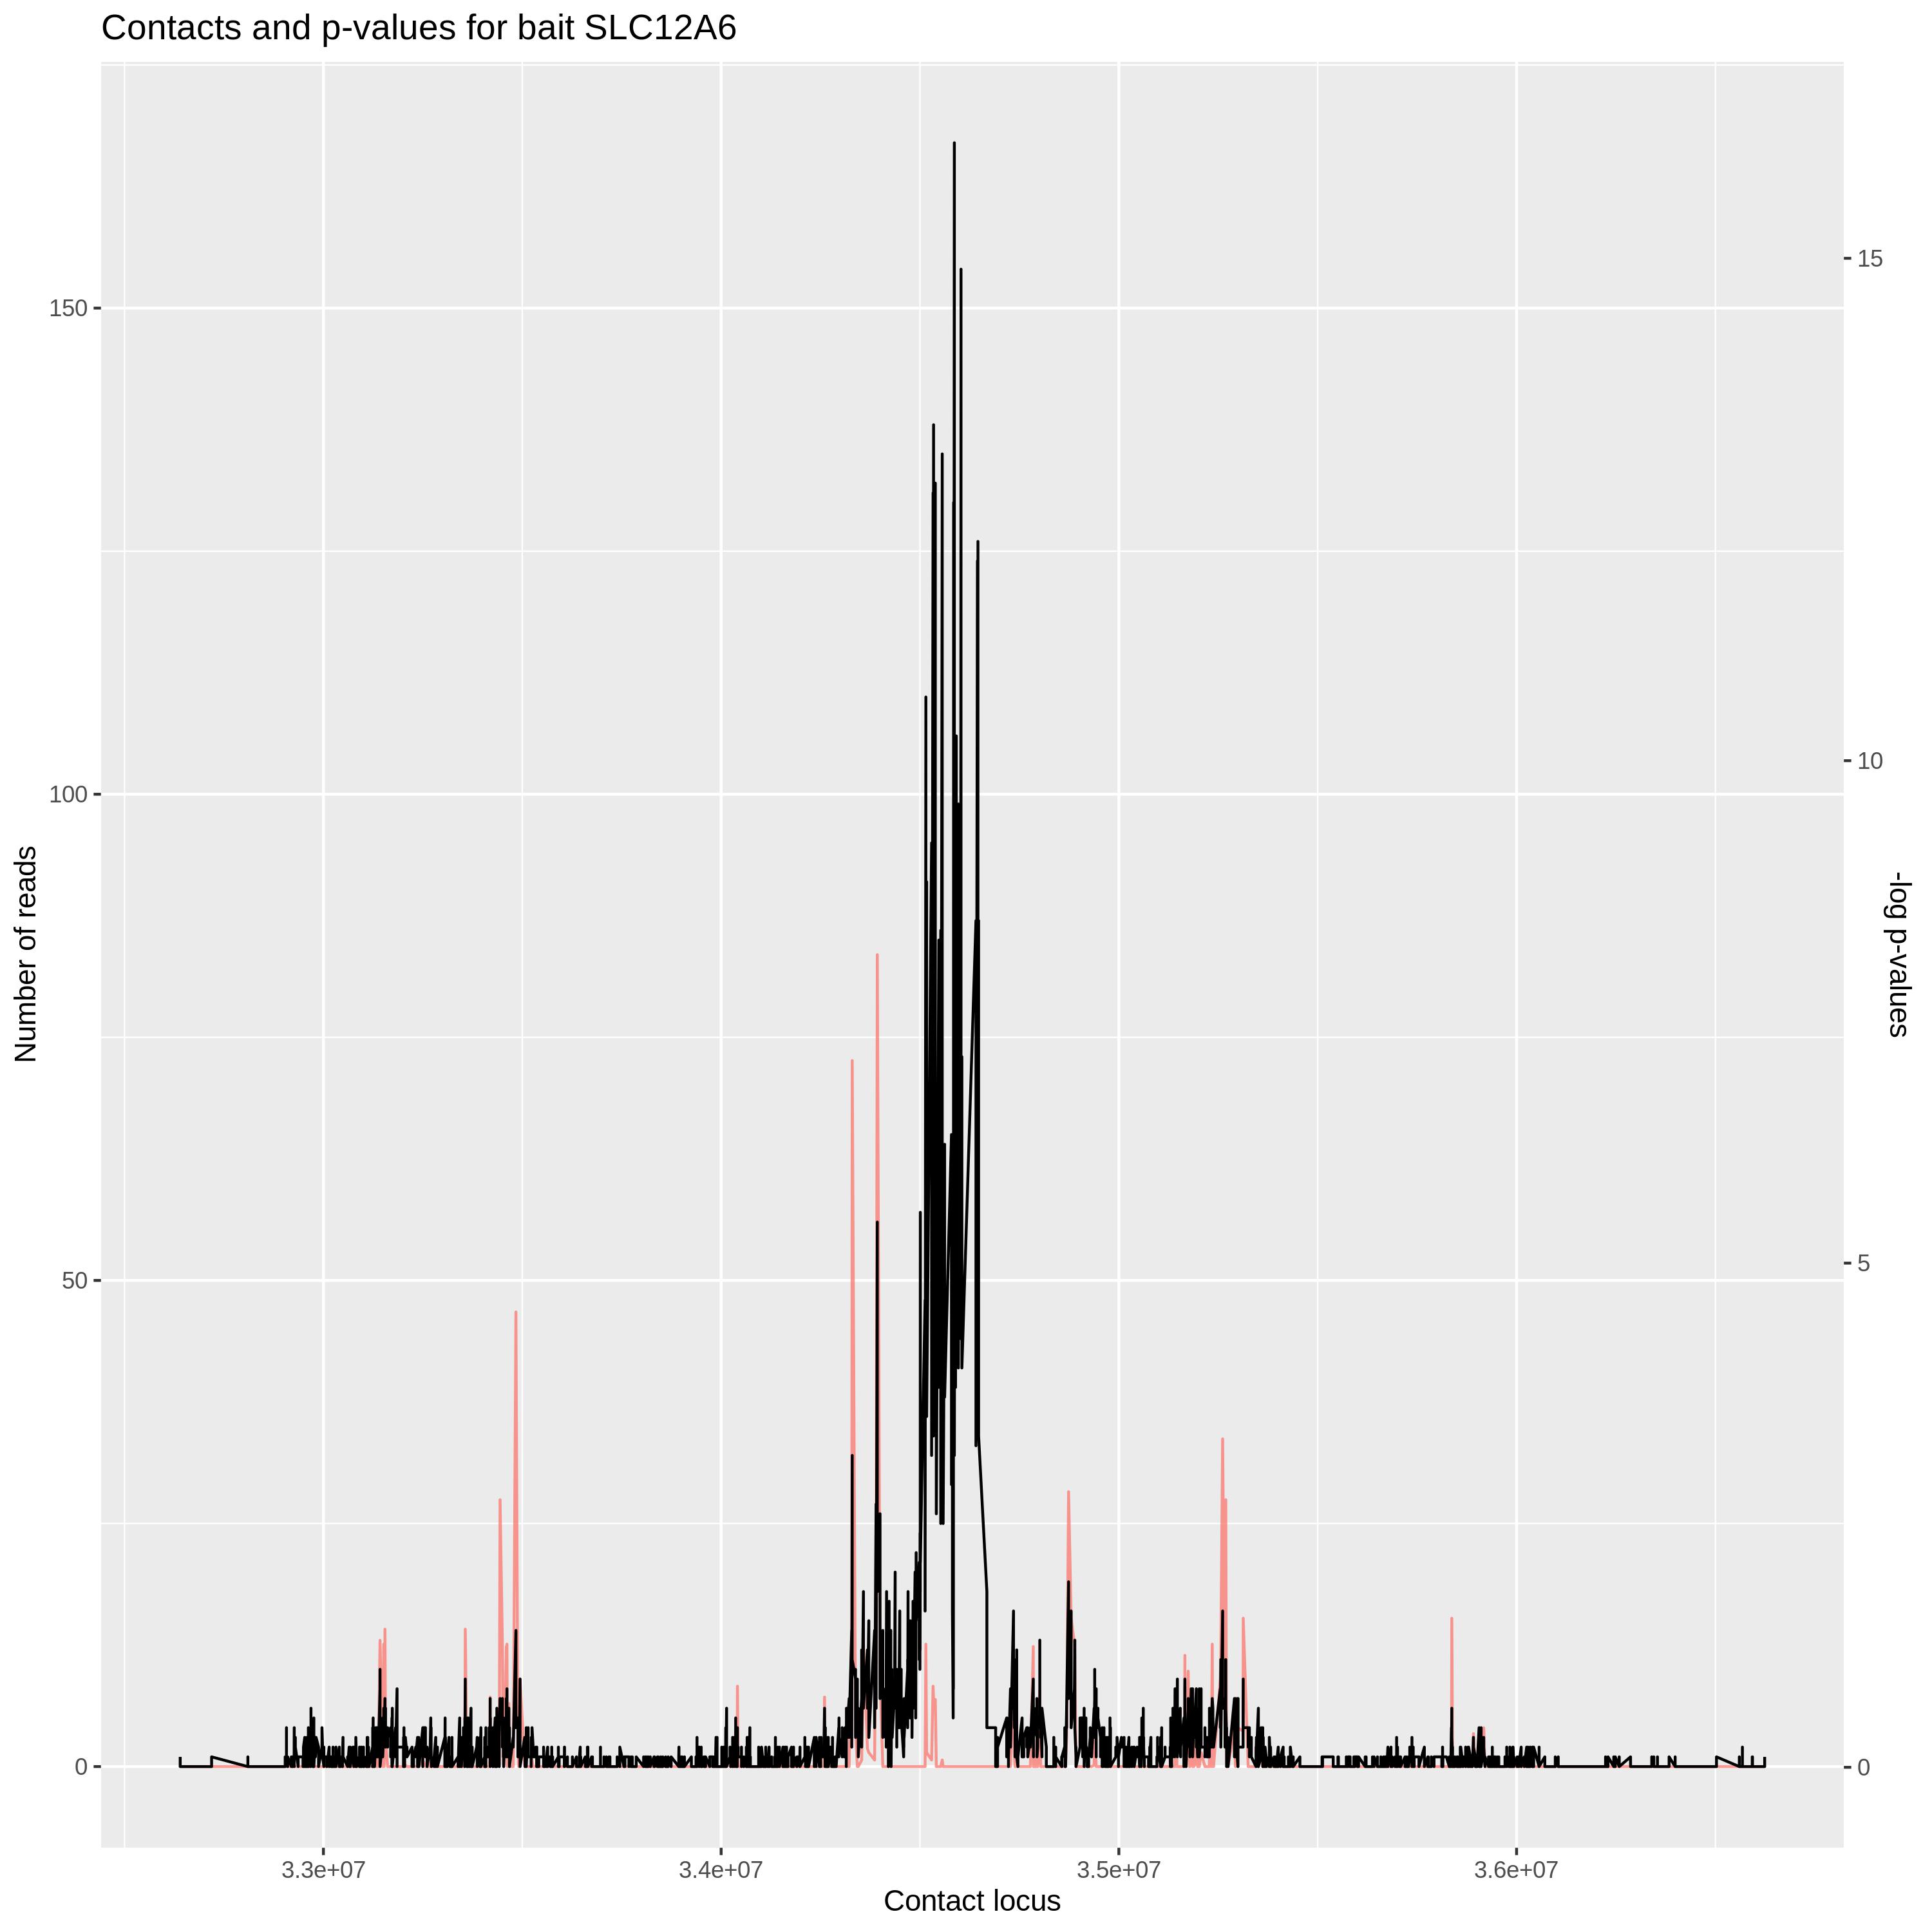 Contacts and p-values for bait SLC12A6
150
100
50
0
15
10
5
0
Number of reads
-log p-values
3.3e+07 3.4e+07 3.5e+07 3.6e+07
Contact locus